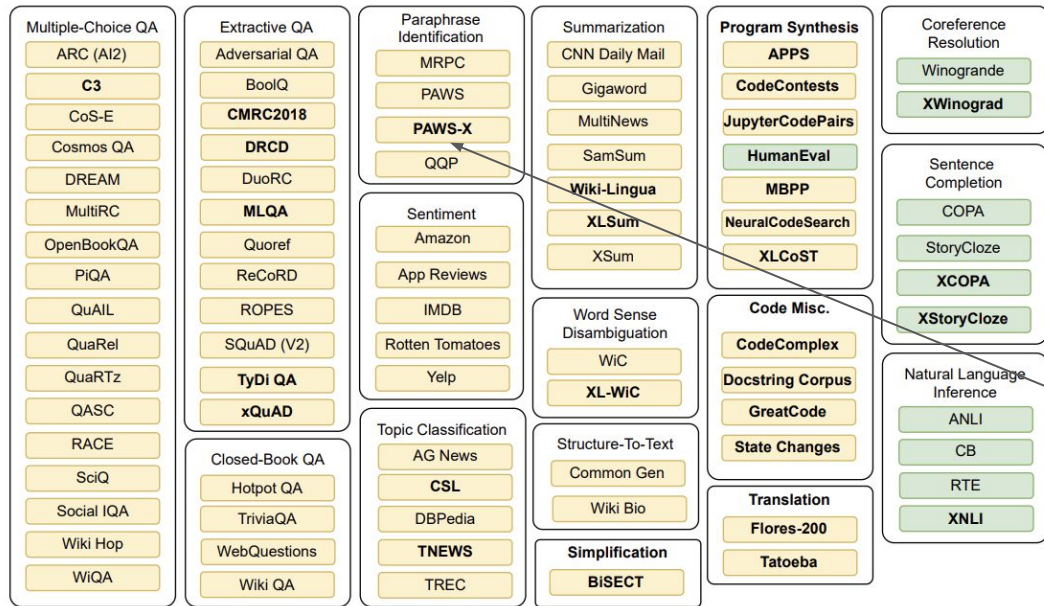 Multiple-Choice QA
ARC (AI2)
C3
CoS-E
Cosmos QA
DREAM
MultiRC
OpenBookQA
PiQA
QuAIL
QuaRel
QuaRTz
QASC
RACE
SciQ
Social IQA
Wiki Hop
WiQA
Extractive QA
Adversarial QA
BoolQ
CMRC2018
DRCD
DuoRC
MLQA
Quoref
ReCoRD
ROPES
SQuAD (V2)
TyDi QA
xQuAD
Closed-Book QA
Hotpot QA
TriviaQA
WebQuestions
Wiki QA
Paraphrase
Identification
MRPC
PAWS
PAWS-X
QQP
Sentiment
Amazon
App Reviews
IMDB
Rotten Tomatoes
Yelp
Topic Classification
AG News
CSL
DBPedia
TNEWS
TREC
Summarization
CNN Daily Mail
Gigaword
MultiNews
SamSum
Wiki-Lingua
XLSum
XSum
Word Sense
Disambiguation
WiC
XL-WiC
Structure-To-Text
Common Gen
Wiki Bio
Simplification
BiSECT
Program Synthesis
APPS
CodeContests
JupyterCodePairs
HumanEval
MBPP
NeuralCodeSearch
XLCoST
Code Misc.
CodeComplex
Docstring Corpus
GreatCode
State Changes
Translation
Flores-200
Tatoeba
Coreference
Resolution
Winogrande
XWinograd
Sentence
Completion
COPA
StoryCloze
XCOPA
XStoryCloze
Natural Language
Inference
ANLI
CB
RTE
XNLI